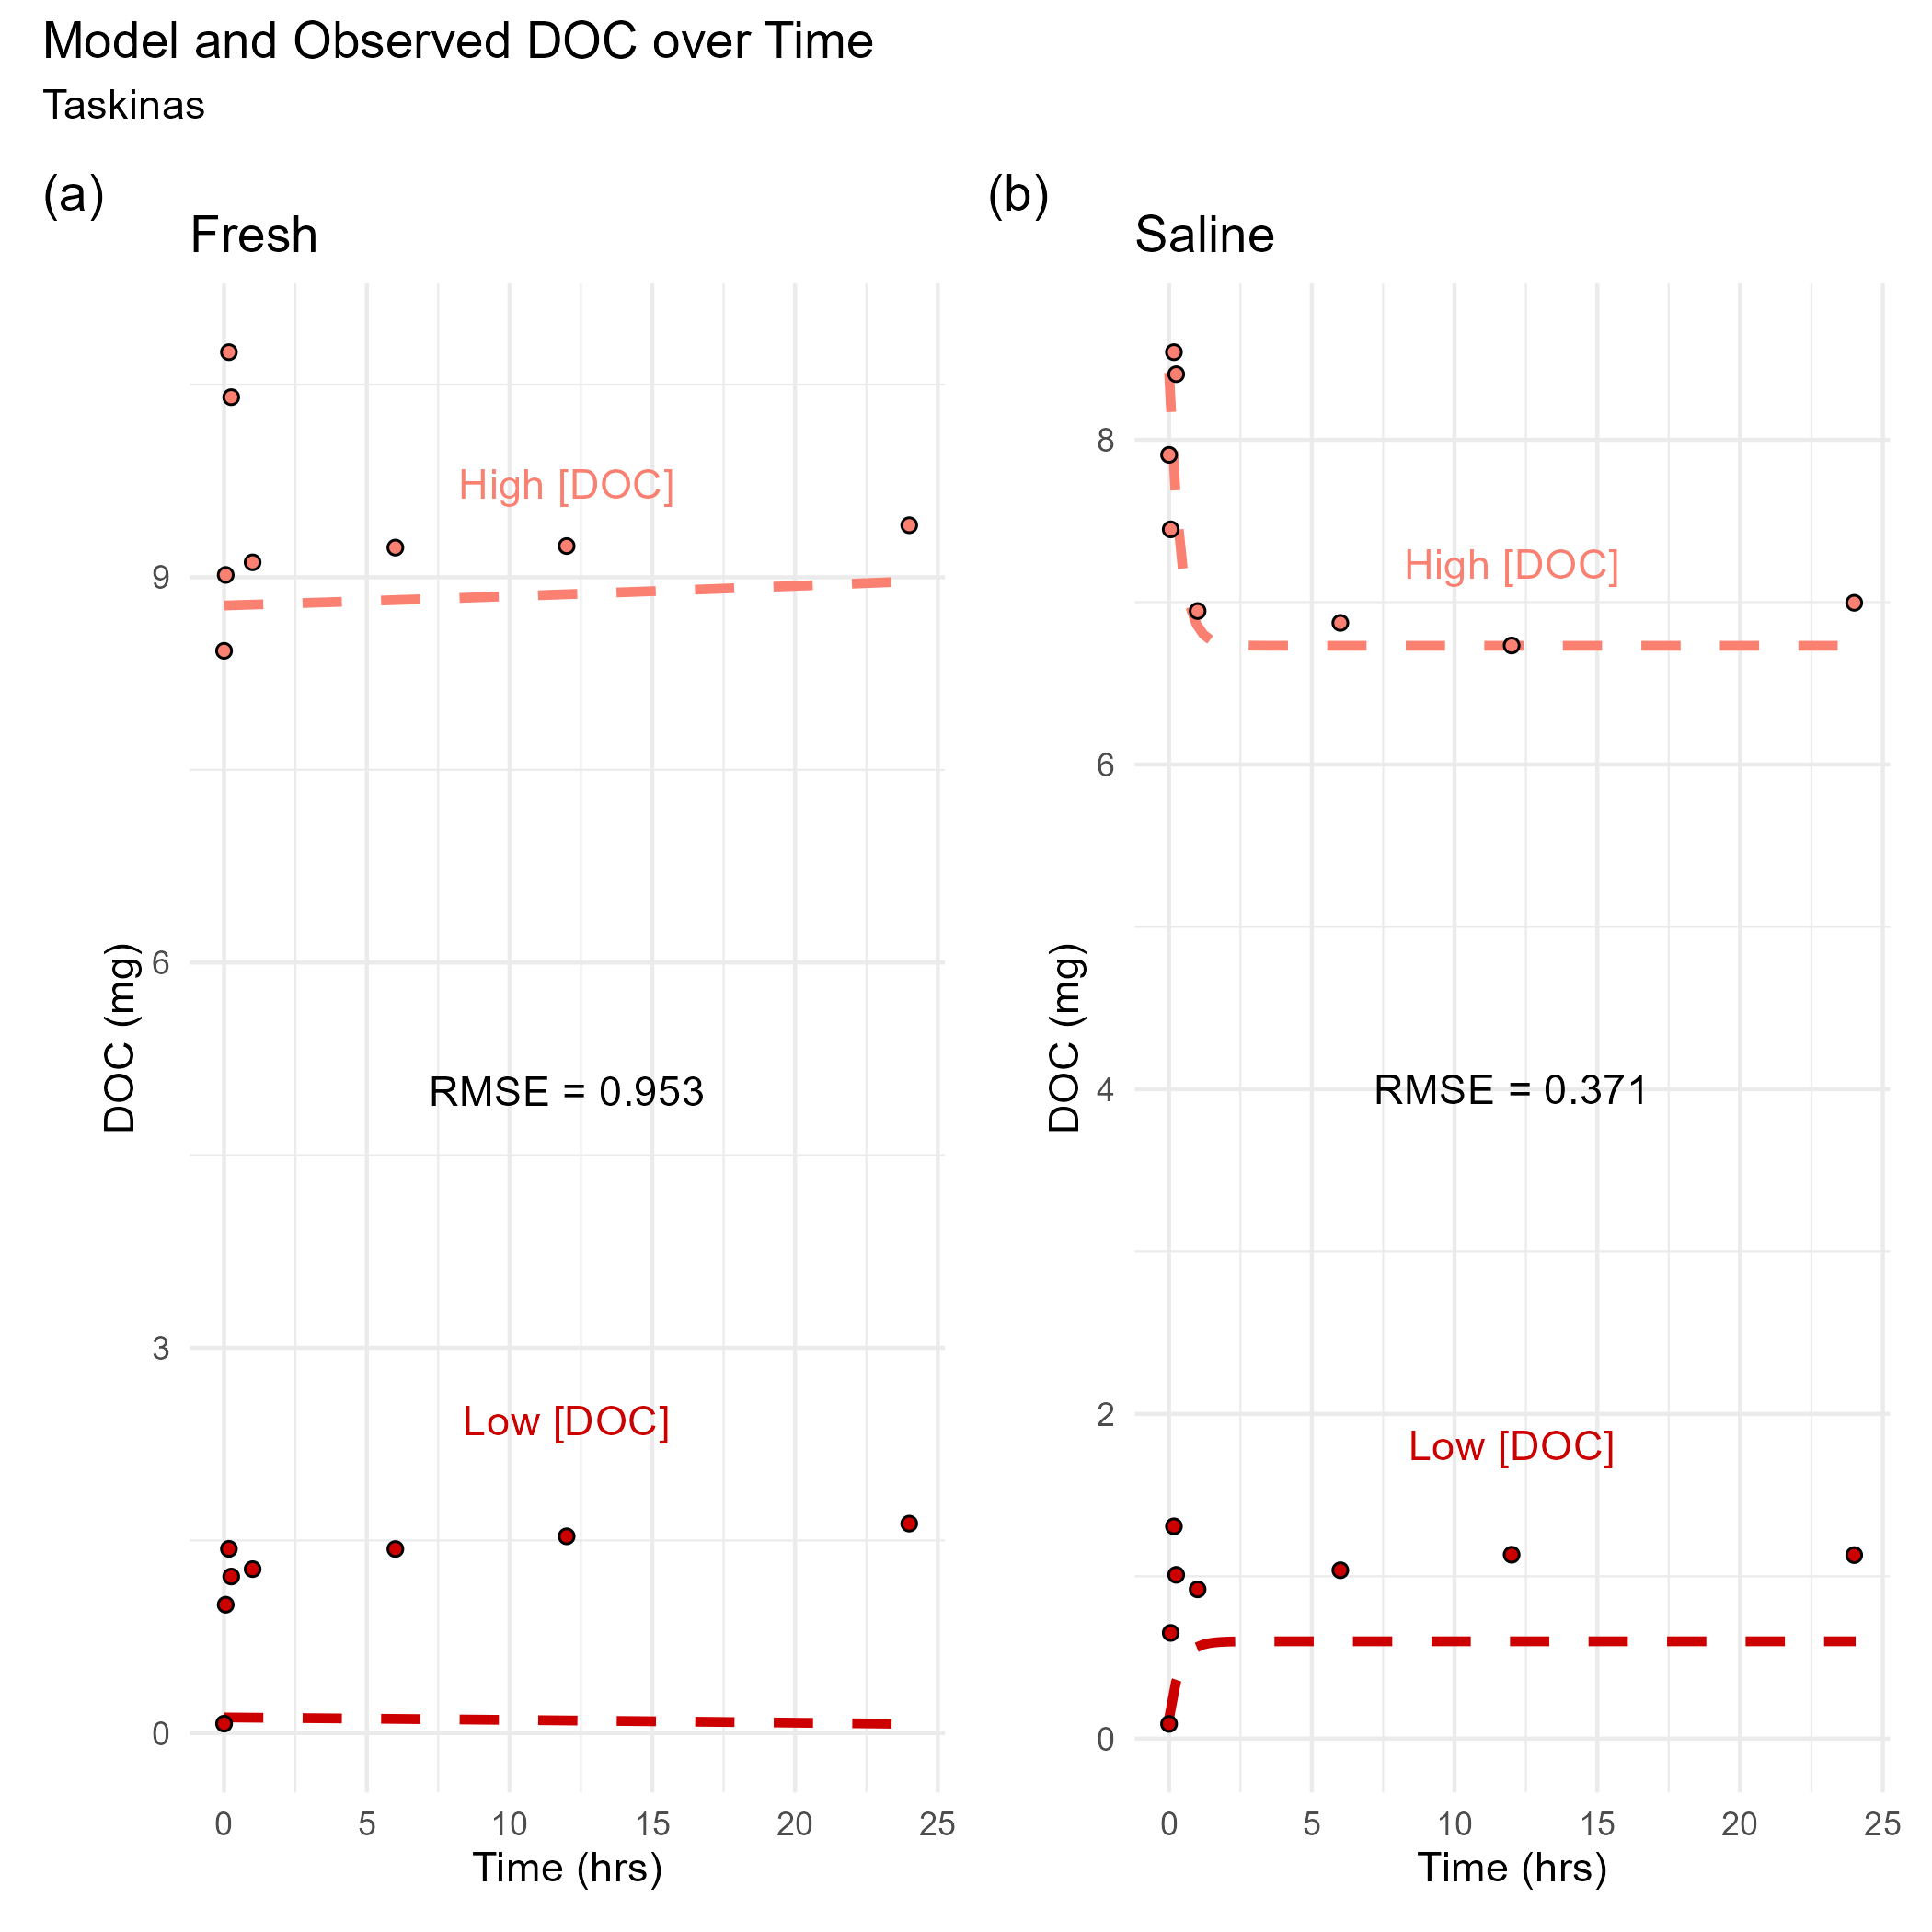 Model and Observed DOC over Time
Taskinas
(a)
Fresh
High [DOC]
RMSE = 0.953
Low [DOC]
DOC (mg)
9
6
3
0
0 5 10 15 20 25
Time (hrs)
(b)
Saline
High [DOC]
RMSE = 0.371
Low [DOC]
DOC (mg)
8
6
4
2
0
0 5 10 15 20 25
Time (hrs)